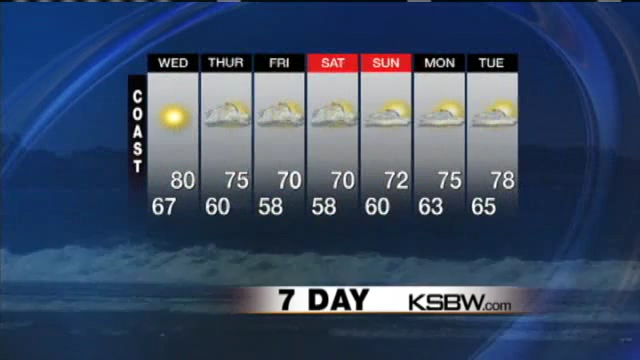 WED THUR FRI SAT SUN MON TUE
COAST
80 75 70 70 72 75 78
67 60 58 58 60 63 65
7 DAY KSBW.com